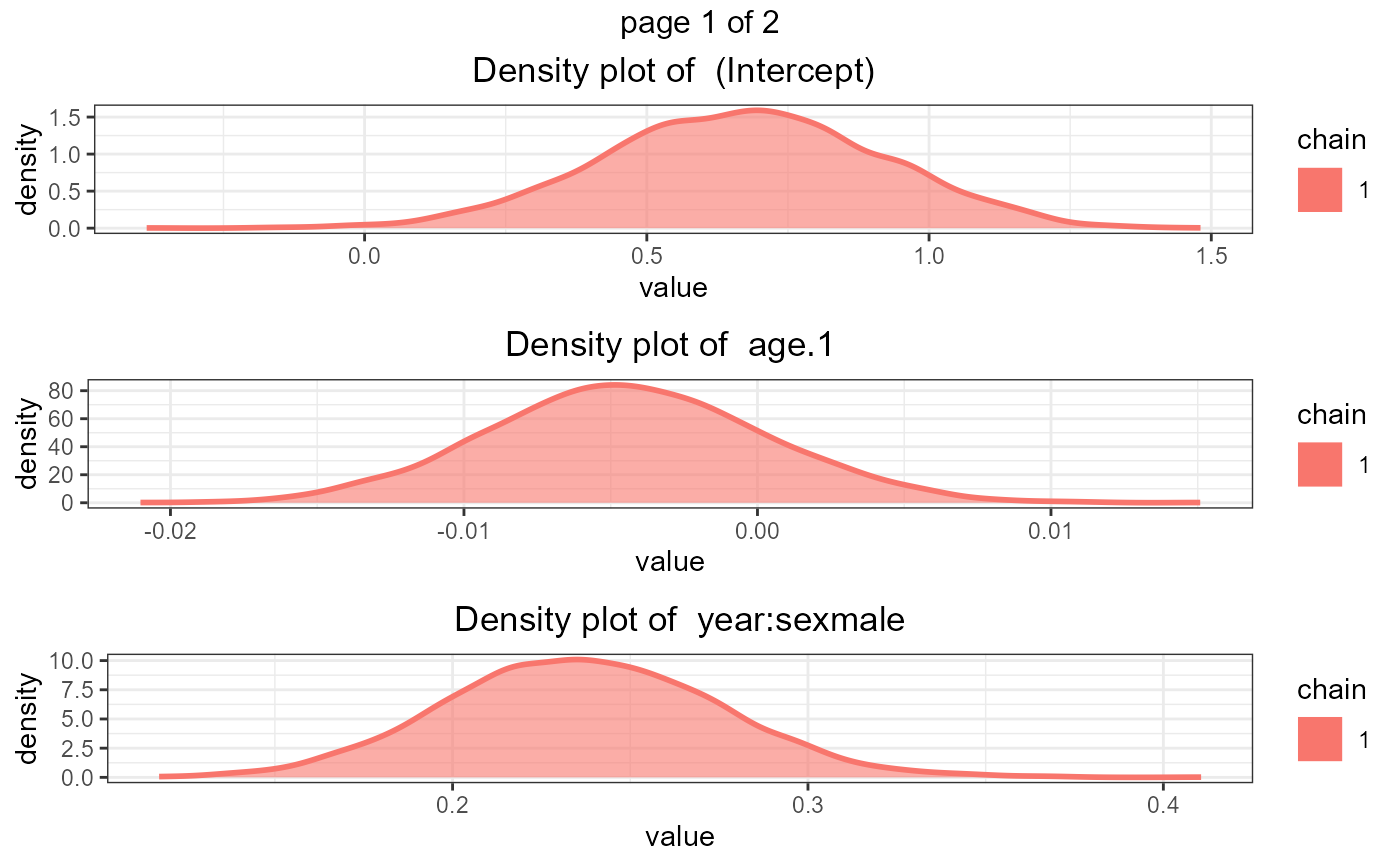 page 1 of 2
Density plot of  (Intercept)
density
1.5
1.0
0.5
0.0
0.0 0.5 1.0 1.5
value
chain
1
Density plot of  age.1
density
80
60
40
20
0
-0.02 -0.01 0.00 0.01
value
chain
1
Density plot of  year:sexmale
density
10.0
7.5
5.0
2.5
0.0
0.2 0.3 0.4
value
chain
1